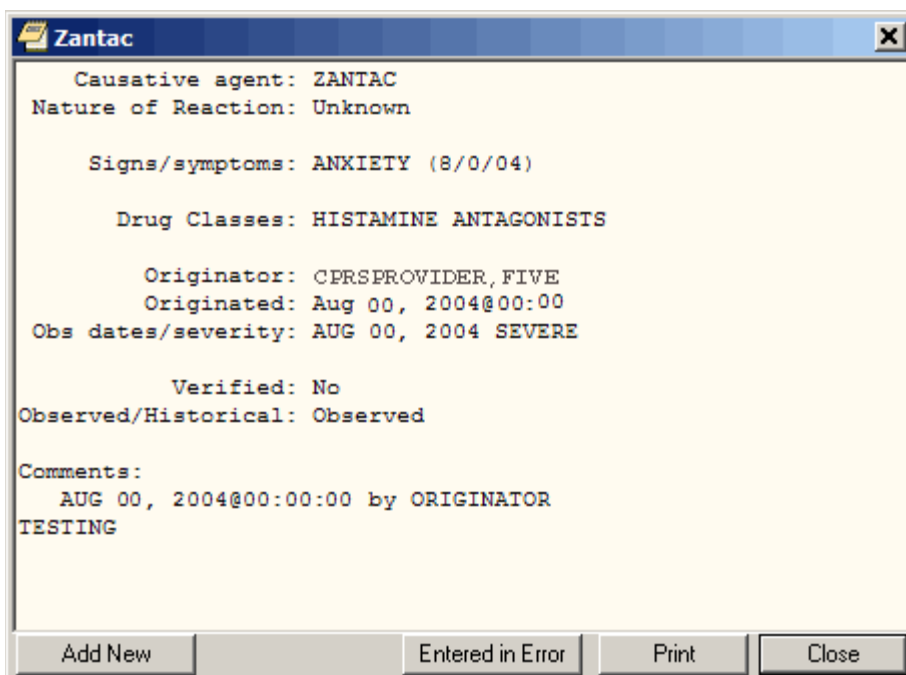 Zantac
Causative agent: ZANTAC
Nature of Reaction: Unknown
Signs/symptoms: ANXIETY (8/0/04)
Drug Classes: HISTAMINE ANTAGONISTS
Originator: CPRSPROVIDER,FIVE
Originated: Aug 00, 2004@00:00
Obs dates/severity: AUG 00, 2004 SEVERE
Verified: No
Observed/Historical: Observed
Comments:
AUG 00, 2004@00:00:00 by ORIGINATOR
TESTING
Add New Entered in Error Print Close